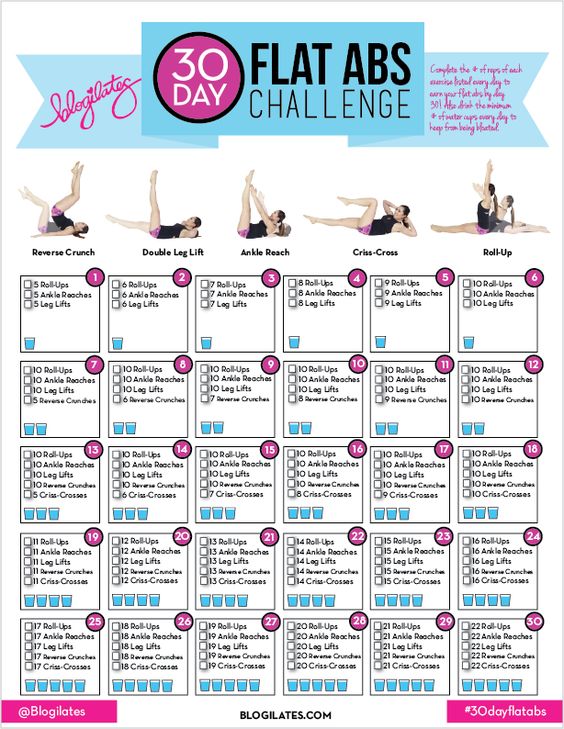 blogilates
30
DAY
FLAT ABS
CHALLENGE
Complete the # of reps of each
exercise listed every day to
earn your flat abs by day
30! Also drink the minimum
# of water cups every day to
keep from being bloated.
Reverse Crunch
Double Leg Lift
Ankle Reach
Criss-Cross
Roll-Up
1
5 Roll-Ups
5 Ankle Reaches
5 Leg Lifts
2
6 Roll-Ups
6 Ankle Reaches
6 Leg Lifts
3
7 Roll-Ups
7 Ankle Reaches
7 Leg Lifts
4
8 Roll-Ups
8 Ankle Reaches
8 Leg Lifts
5
9 Roll-Ups
9 Ankle Reaches
9 Leg Lifts
6
10 Roll-Ups
10 Ankle Reaches
10 Leg Lifts
7
10 Roll-Ups
10 Ankle Reaches
10 Leg Lifts
5 Reverse Crunches
8
10 Roll-Ups
10 Ankle Reaches
10 Leg Lifts
6 Reverse Crunches
9
10 Roll-Ups
10 Ankle Reaches
10 Leg Lifts
7 Reverse Crunches
10
10 Roll-Ups
10 Ankle Reaches
10 Leg Lifts
8 Reverse Crunches
11
10 Roll-Ups
10 Ankle Reaches
10 Leg Lifts
9 Reverse Crunches
12
10 Roll-Ups
10 Ankle Reaches
10 Leg Lifts
10 Reverse Crunches
13
10 Roll-Ups
10 Ankle Reaches
10 Leg Lifts
10 Reverse Crunches
5 Criss-Crosses
14
10 Roll-Ups
10 Ankle Reaches
10 Leg Lifts
10 Reverse Crunches
6 Criss-Crosses
15
10 Roll-Ups
10 Ankle Reaches
10 Leg Lifts
10 Reverse Crunches
7 Criss-Crosses
16
10 Roll-Ups
10 Ankle Reaches
10 Leg Lifts
10 Reverse Crunches
8 Criss-Crosses
17
10 Roll-Ups
10 Ankle Reaches
10 Leg Lifts
10 Reverse Crunches
9 Criss-Crosses
18
10 Roll-Ups
10 Ankle Reaches
10 Leg Lifts
10 Reverse Crunches
10 Criss-Crosses
19
11 Roll-Ups
11 Ankle Reaches
11 Leg Lifts
11 Reverse Crunches
11 Criss-Crosses
20
12 Roll-Ups
12 Ankle Reaches
12 Leg Lifts
12 Reverse Crunches
12 Criss-Crosses
21
13 Roll-Ups
13 Ankle Reaches
13 Leg Lifts
13 Reverse Crunches
13 Criss-Crosses
22
14 Roll-Ups
14 Ankle Reaches
14 Leg Lifts
14 Reverse Crunches
14 Criss-Crosses
23
15 Roll-Ups
15 Ankle Reaches
15 Leg Lifts
15 Reverse Crunches
15 Criss-Crosses
24
16 Roll-Ups
16 Ankle Reaches
16 Leg Lifts
16 Reverse Crunches
16 Criss-Crosses
25
17 Roll-Ups
17 Ankle Reaches
17 Leg Lifts
17 Reverse Crunches
17 Criss-Crosses
26
18 Roll-Ups
18 Ankle Reaches
18 Leg Lifts
18 Reverse Crunches
18 Criss-Crosses
27
19 Roll-Ups
19 Ankle Reaches
19 Leg Lifts
19 Reverse Crunches
19 Criss-Crosses
28
20 Roll-Ups
20 Ankle Reaches
20 Leg Lifts
20 Reverse Crunches
20 Criss-Crosses
29
21 Roll-Ups
21 Ankle Reaches
21 Leg Lifts
21 Reverse Crunches
21 Criss-Crosses
30
22 Roll-Ups
22 Ankle Reaches
22 Leg Lifts
22 Reverse Crunches
22 Criss-Crosses
@Blogilates
BLOGILATES.COM
#30dayflatabs